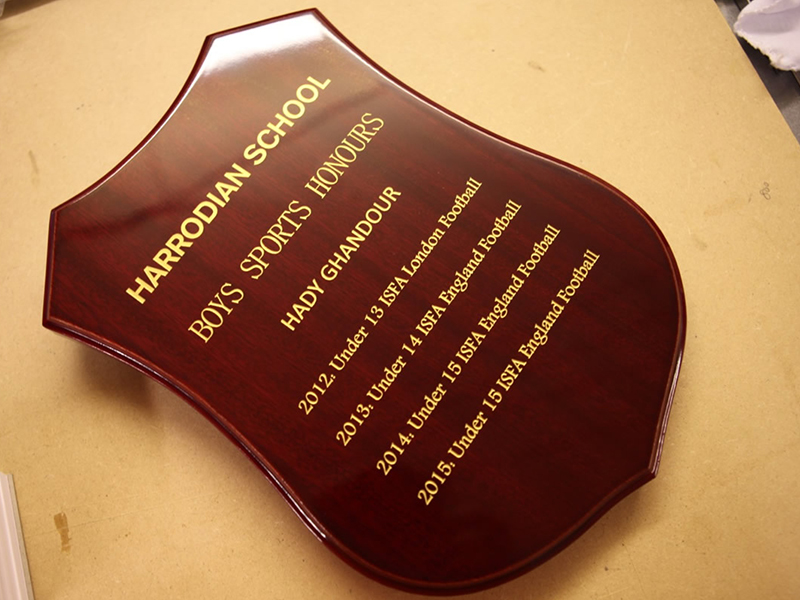 HARRODIAN SCHOOL
BOYS SPORTS HONOURS
HADY GHANDOUR
2012. Under 13 ISFA London Football
2013. Under 14 ISFA England Football
2014. Under 15 ISFA England Football
2015. Under 15 ISFA England Football